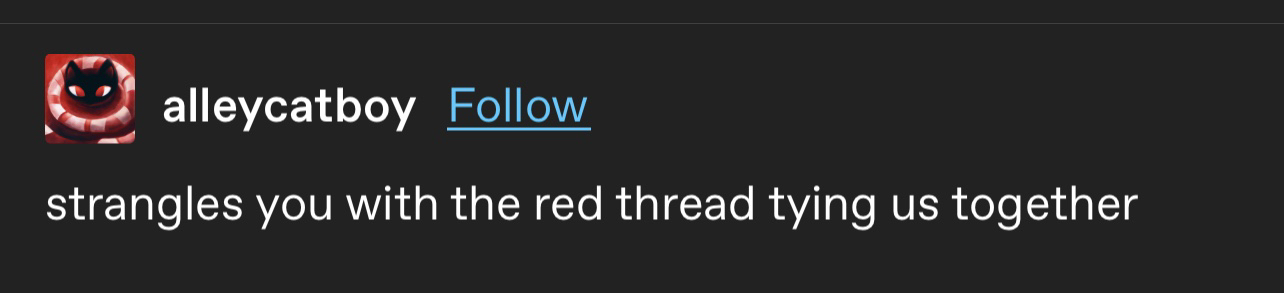 alleycatboy Follow
strangles you with the red thread tying us together